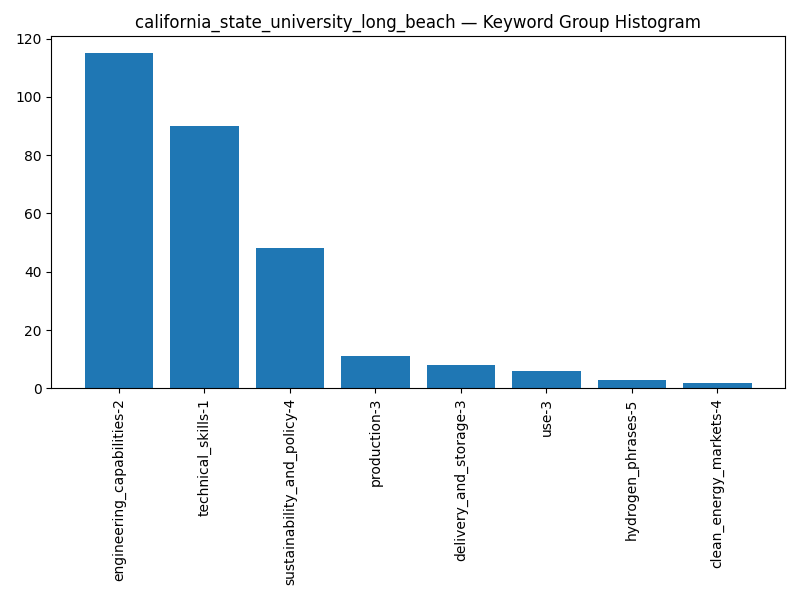 california_state_university_long_beach — Keyword Group Histogram
120
100
80
60
40
20
0
engineering_capabilities-2
technical_skills-1
sustainability_and_policy-4
production-3
delivery_and_storage-3
use-3
hydrogen_phrases-5
clean_energy_markets-4